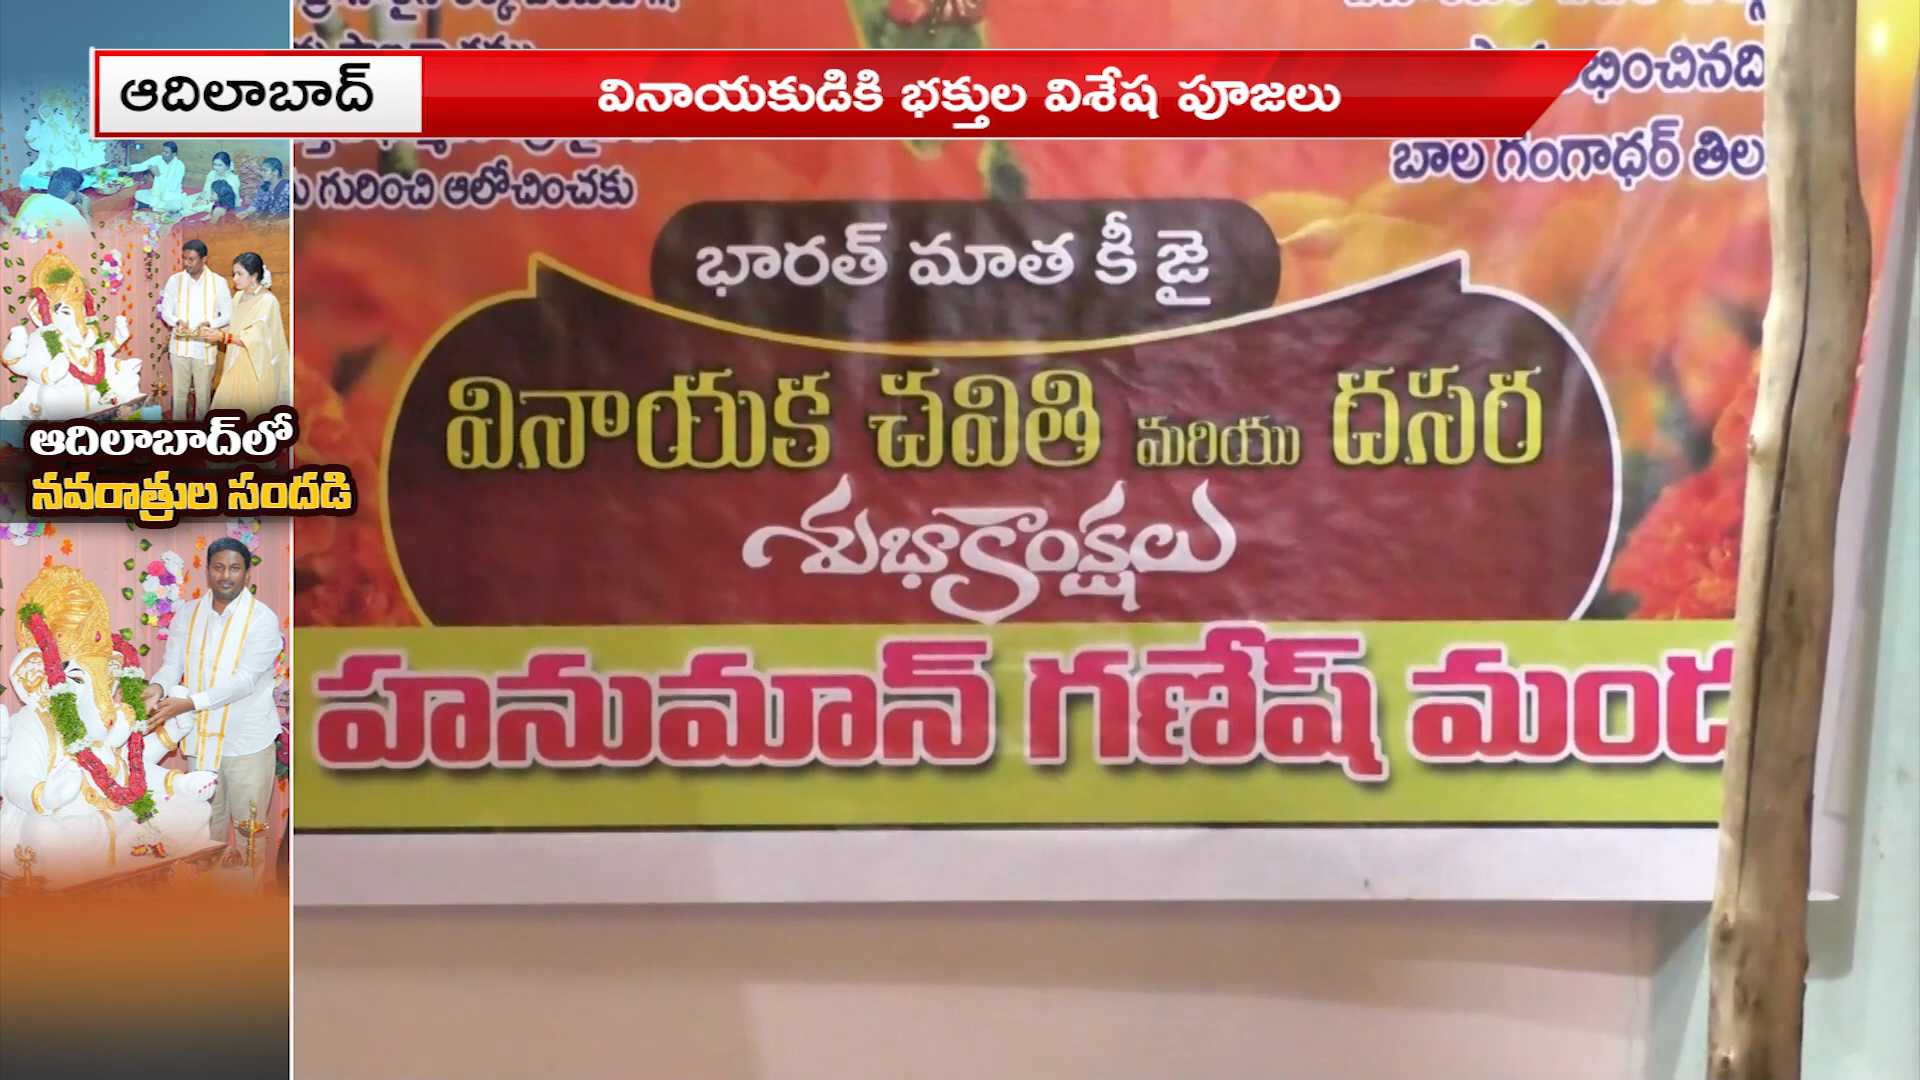 ఆదిలాబాద్
వినాయకుడికి భక్తుల విశేష పూజలు
గురించి ఆలోచించకు
బాల గంగాధర్ తిల
భారత్ మాత కీ జై
వినాయక చవితి మరియు దసర
శుభాకాంక్షలు
హనుమాన్ గణేష్ మండ
ఆదిలాబాద్‌లో
నవరాత్రుల సందడి